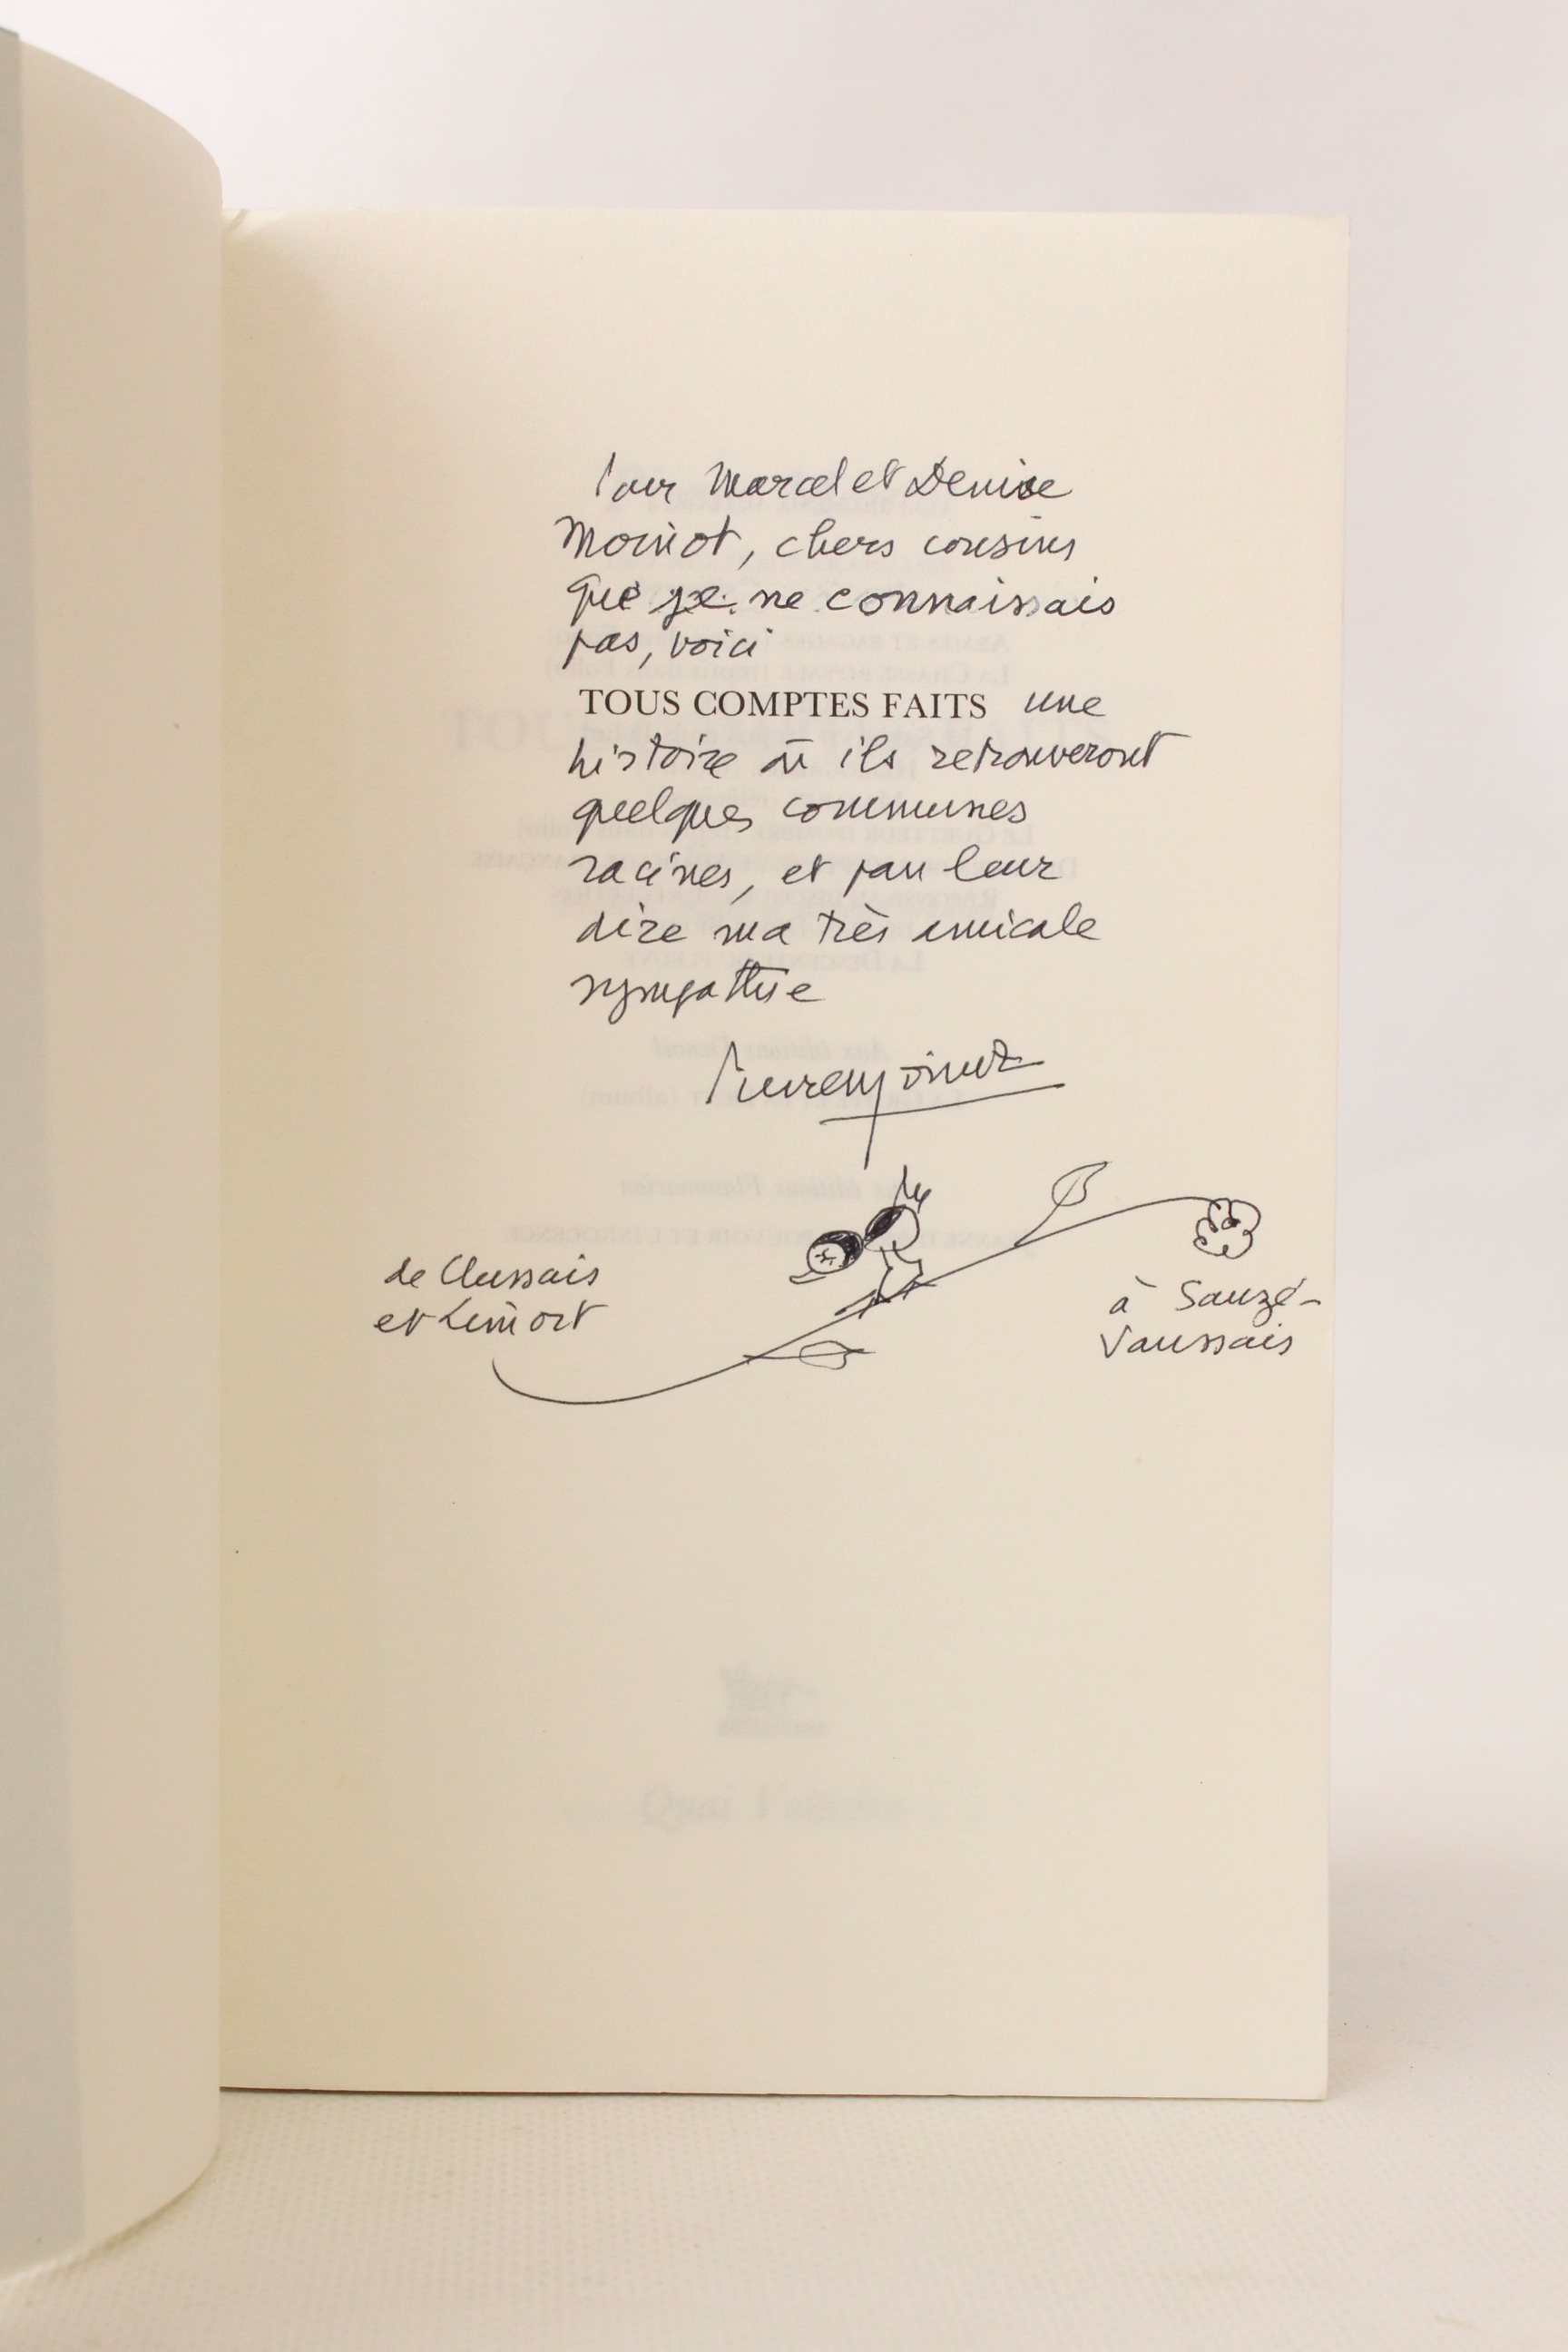 Pour Marcel et Denise
Moinot, chers cousins
que je ne connaissais
pas, voici
TOUS COMPTES FAITS une
histoire où ils retrouveront
quelques communes
racines, et pour leur
dire ma très amicale
sympathie
Pierre Moinot
de Clussais
et Limort
à Sauzé-
Vaussais